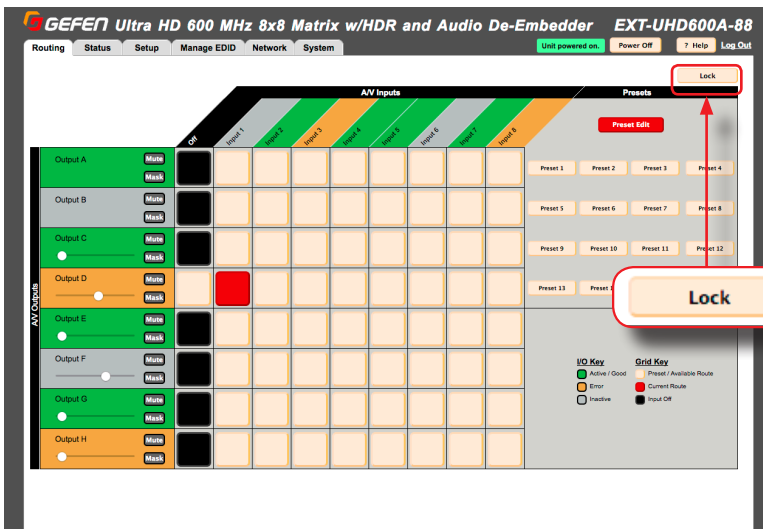 GEFEN Ultra HD 600 MHz 8x8 Matrix w/HDR and Audio De-Embedder EXT-UHD600A-88
Routing Status Setup Manage EDID Network System Unit powered on. Power Off ? Help Log Out
Lock
A/V Inputs Presets
Off Input 1 Input 2 Input 3 Input 4 Input 5 Input 6 Input 7 Input 8
Preset Edit
A/V Outputs
Output A Mute
Mask
Preset 1 Preset 2 Preset 3 Preset 4
Output B Mute
Mask
Preset 5 Preset 6 Preset 7 Preset 8
Output C Mute
Mask
Preset 9 Preset 10 Preset 11 Preset 12
Output D Mute
Mask
Preset 13 Preset 1
Lock
Output E Mute
Mask
Output F Mute
Mask
Output G Mute
Mask
Output H Mute
Mask
I/O Key Grid Key
Active / Good Preset / Available Route
Error Current Route
Inactive Input Off